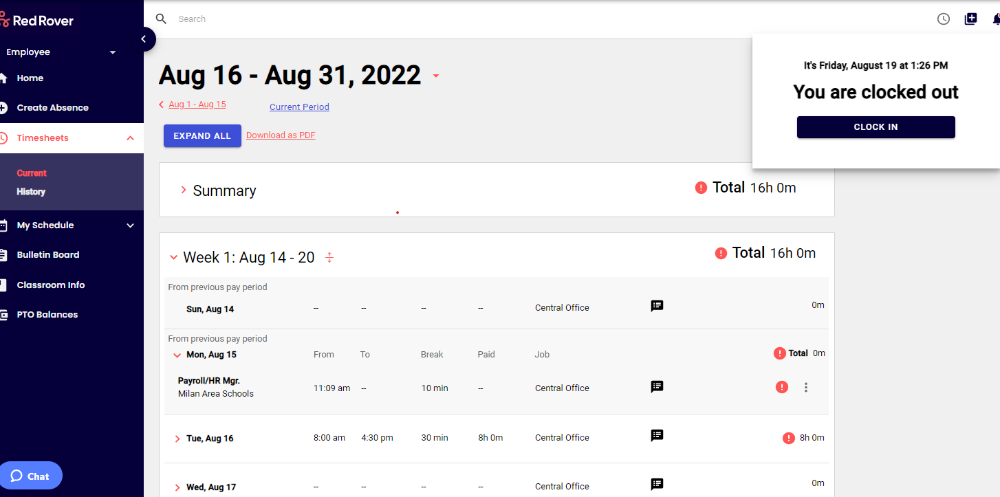 Red Rover
Search
Employee
Home
Create Absence
Timesheets
Current
History
My Schedule
Bulletin Board
Classroom Info
PTO Balances
Chat
It's Friday, August 19 at 1:26 PM
You are clocked out
CLOCK IN
Aug 16 - Aug 31, 2022
Aug 1 - Aug 15 Current Period
EXPAND ALL Download as PDF
Summary Total 16h 0m
Week 1: Aug 14 - 20 Total 16h 0m
From previous pay period
Sun, Aug 14 -- -- -- -- Central Office 0m
From previous pay period
Mon, Aug 15 From To Break Paid Job Total 0m
Payroll/HR Mgr.
Milan Area Schools 11:09 am -- 10 min -- Central Office
Tue, Aug 16 8:00 am 4:30 pm 30 min 8h 0m Central Office 8h 0m
Wed, Aug 17 -- -- -- -- Central Office 0m